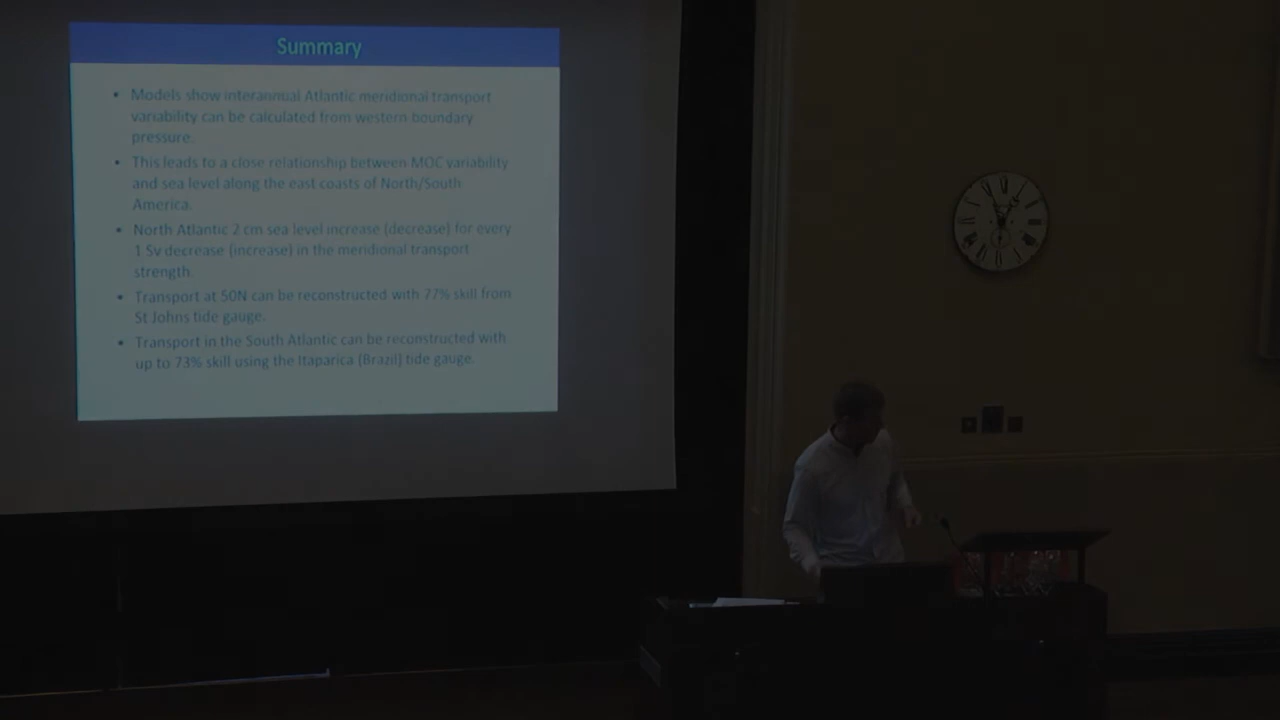 Summary
• Models show interannual Atlantic meridional transport
variability can be calculated from western boundary
pressure.
• This leads to a close relationship between MOC variability
and sea level along the east coasts of North/South
America.
• North Atlantic 2 cm sea level increase (decrease) for every
1 Sv decrease (increase) in the meridional transport
strength.
• Transport at 50N can be reconstructed with 77% skill from
St Johns tide gauge.
• Transport in the South Atlantic can be reconstructed with
up to 73% skill using the Itaparica (Brazil) tide gauge.